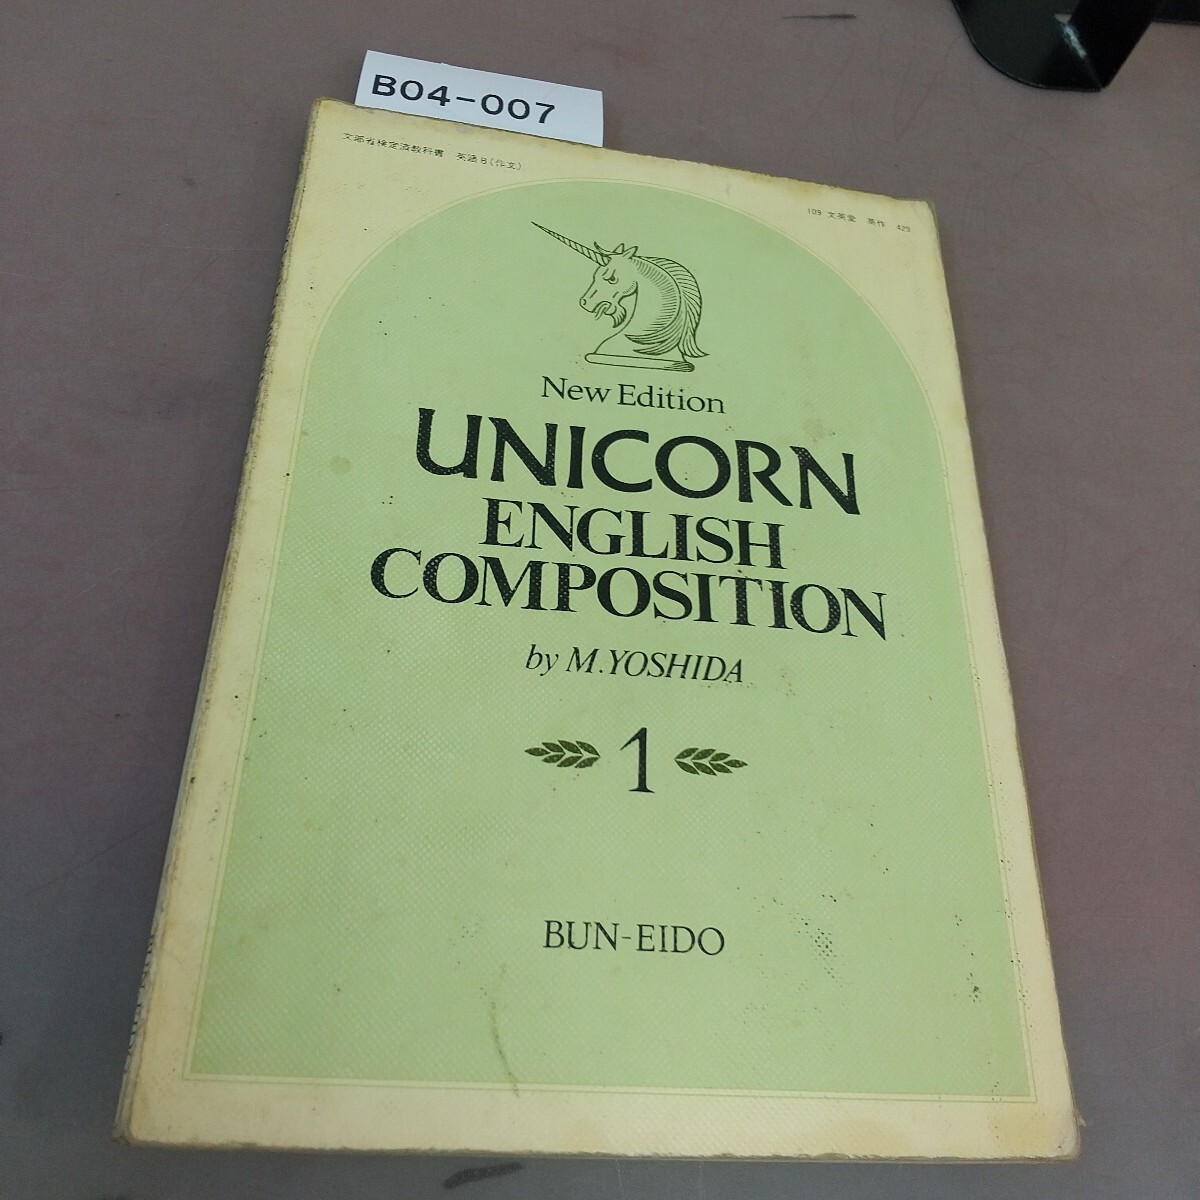 B04-007
文部省検定済教科書 英語B(作文)
109 文英堂 英作 429
New Edition
UNICORN
ENGLISH
COMPOSITION
by M.YOSHIDA
1
BUN-EIDO